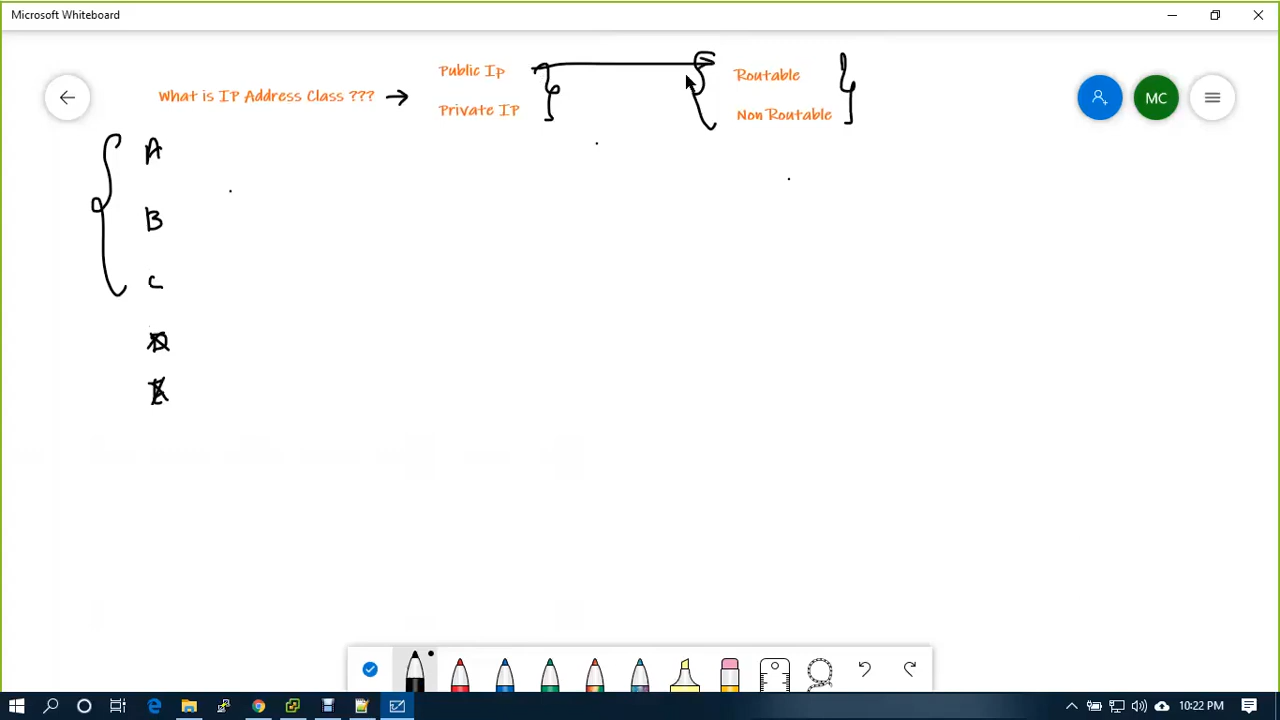 Microsoft Whiteboard
What is IP Address Class ???
Public Ip
Private IP
Routable
Non Routable
MC
A
B
C
D
E
10:22 PM